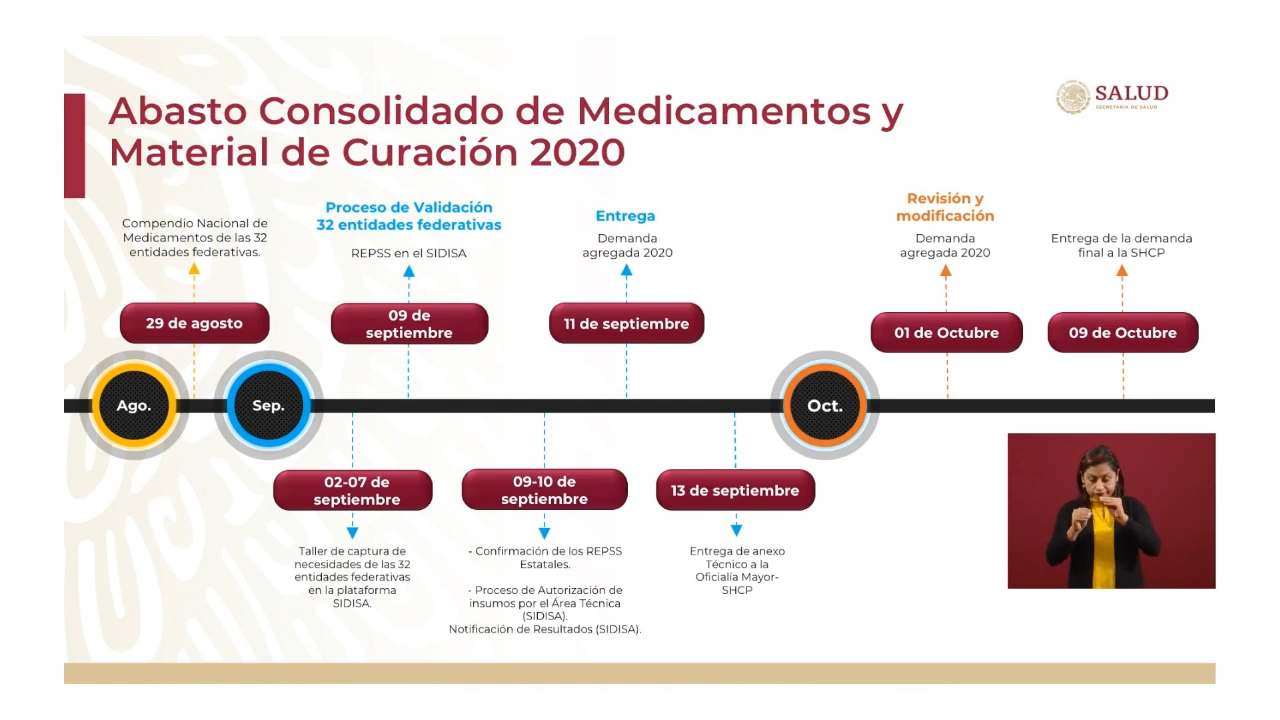 Abasto Consolidado de Medicamentos y
Material de Curación 2020
SALUD
SECRETARÍA DE SALUD
Compendio Nacional de
Medicamentos de las 32
entidades federativas.
29 de agosto
Proceso de Validación
32 entidades federativas
REPSS en el SIDISA
09 de
septiembre
Entrega
Demanda
agregada 2020
11 de septiembre
Revisión y
modificación
Demanda
agregada 2020
01 de Octubre
Entrega de la demanda
final a la SHCP
09 de Octubre
Ago.
Sep.
Oct.
02-07 de
septiembre
Taller de captura de
necesidades de las 32
entidades federativas
en la plataforma
SIDISA.
09-10 de
septiembre
- Confirmación de los REPSS
Estatales.
- Proceso de Autorización de
insumos por el Área Técnica
(SIDISA).
Notificación de Resultados (SIDISA).
13 de septiembre
Entrega de anexo
Técnico a la
Oficialía Mayor-
SHCP